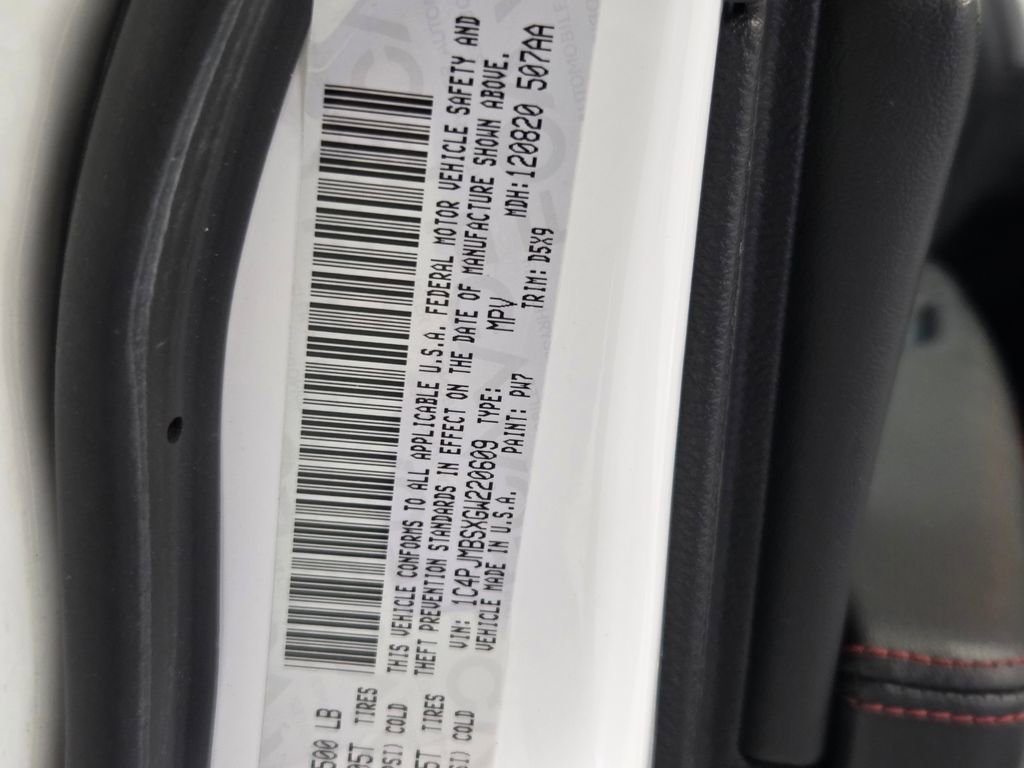 500 LB
05T TIRES
PSI) COLD
5T TIRES
SI) COLD
THIS VEHICLE CONFORMS TO ALL APPLICABLE U.S.A. FEDERAL MOTOR VEHICLE SAFETY AND
THEFT PREVENTION STANDARDS IN EFFECT ON THE DATE OF MANUFACTURE SHOWN ABOVE.
VIN: 1C4PJMBSXGW220609 TYPE: MPV MDH:120820 507AA
VEHICLE MADE IN U.S.A. PAINT: PW7 TRIM: D5X9